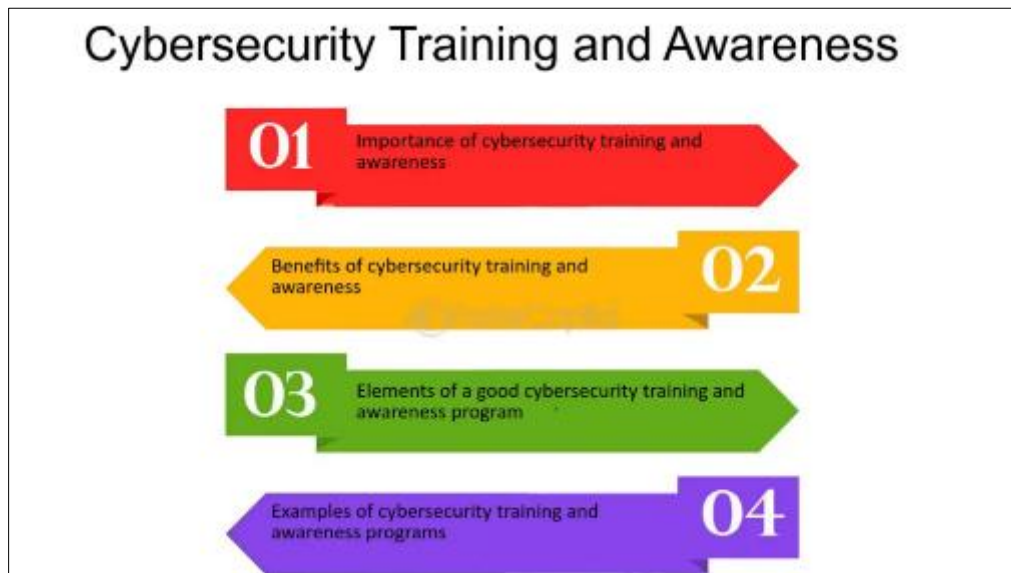 Cybersecurity Training and Awareness
01
Importance of cybersecurity training and
awareness
Benefits of cybersecurity training and
awareness
02
03
Elements of a good cybersecurity training and
awareness program
Examples of cybersecurity training and
awareness programs
04